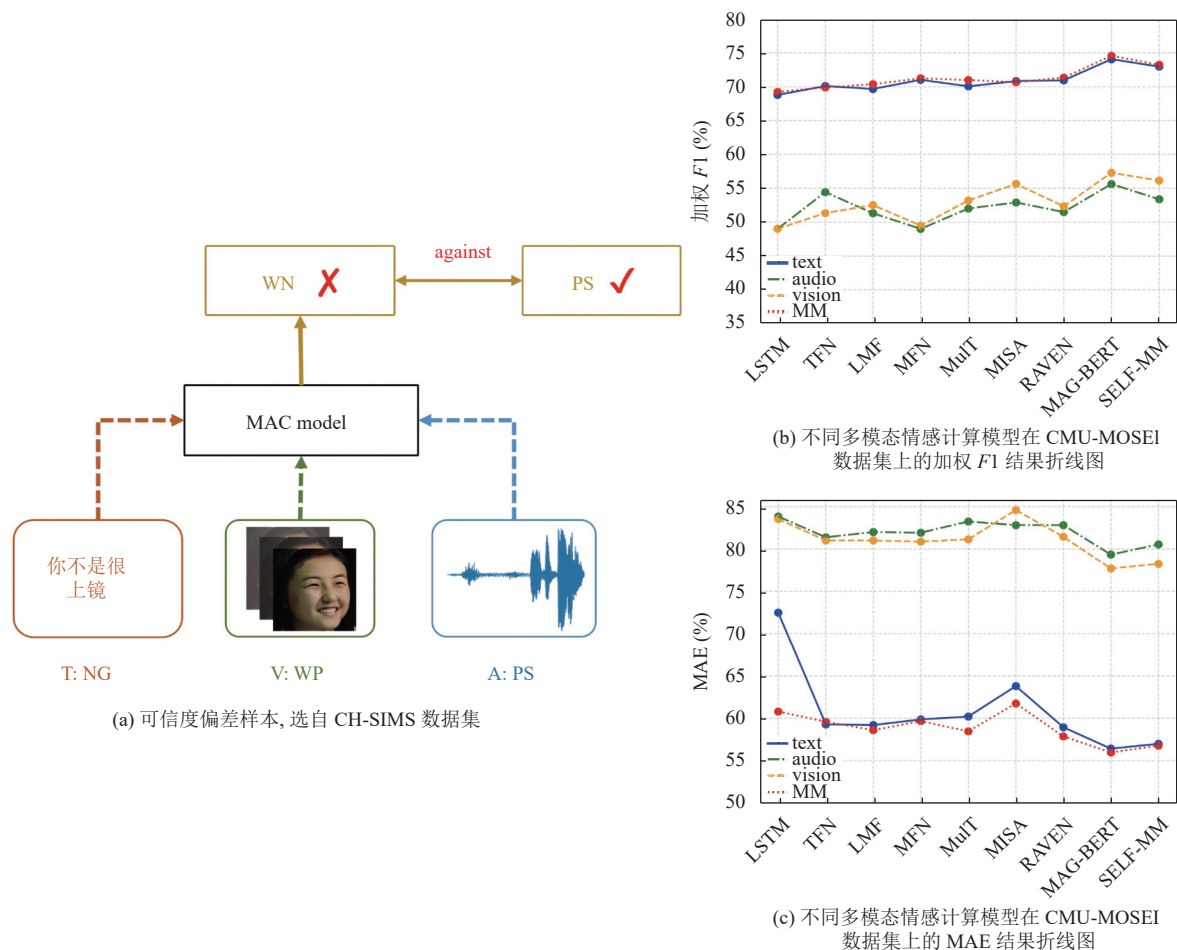 WN
✗
against
PS
✓
MAC model
你不是很
上镜
T: NG
V: WP
A: PS
(a) 可信度偏差样本, 选自 CH-SIMS 数据集
80
75
70
65
60
55
50
45
40
35
加权 F1 (%)
text
audio
vision
MM
LSTM
TFN
LMF
MFN
MulT
MISA
RAVEN
MAG-BERT
SELF-MM
(b) 不同多模态情感计算模型在 CMU-MOSEI
数据集上的加权 F1 结果折线图
85
80
75
70
65
60
55
50
MAE (%)
text
audio
vision
MM
LSTM
TFN
LMF
MFN
MulT
MISA
RAVEN
MAG-BERT
SELF-MM
(c) 不同多模态情感计算模型在 CMU-MOSEI
数据集上的 MAE 结果折线图